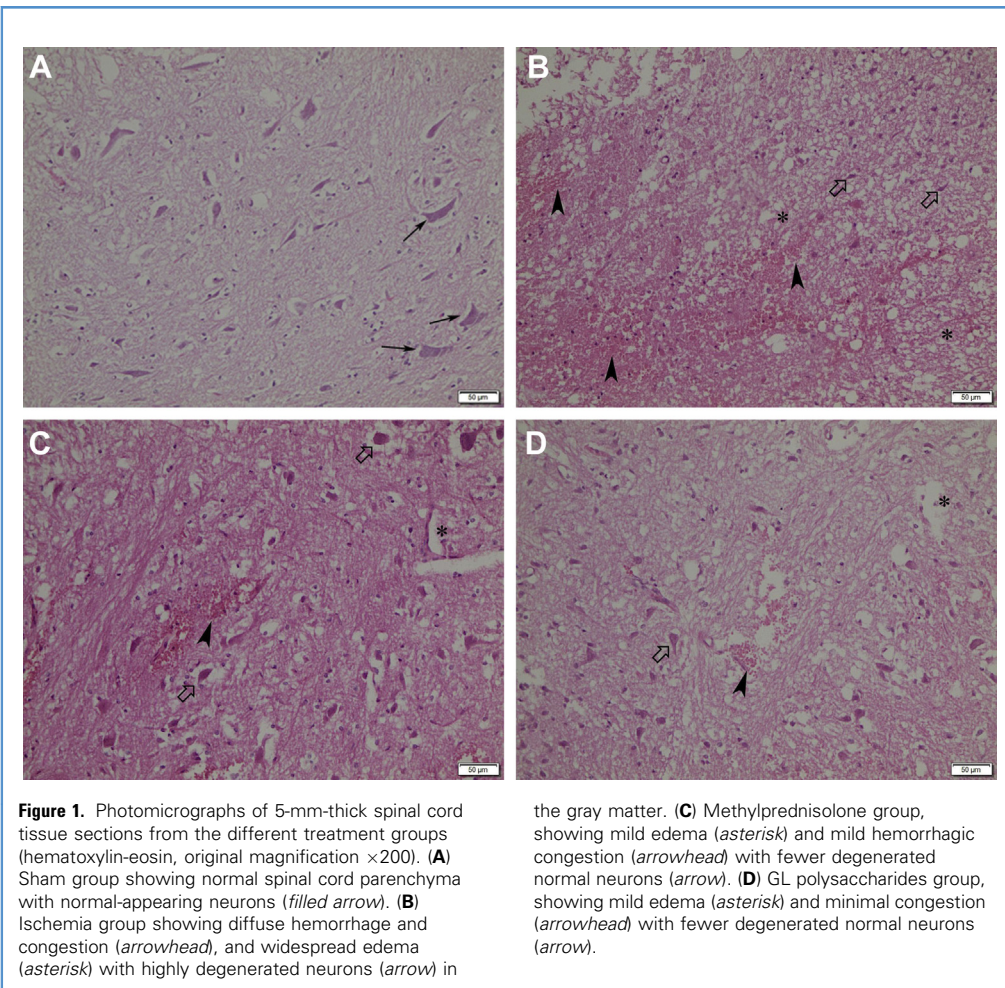 A
B
50 µm
50 µm
C
D
*
*
*
*
50 µm
50 µm
Figure 1. Photomicrographs of 5-mm-thick spinal cord
tissue sections from the different treatment groups
(hematoxylin-eosin, original magnification ×200). (A)
Sham group showing normal spinal cord parenchyma
with normal-appearing neurons (filled arrow). (B)
Ischemia group showing diffuse hemorrhage and
congestion (arrowhead), and widespread edema
(asterisk) with highly degenerated neurons (arrow) in
the gray matter. (C) Methylprednisolone group,
showing mild edema (asterisk) and mild hemorrhagic
congestion (arrowhead) with fewer degenerated
normal neurons (arrow). (D) GL polysaccharides group,
showing mild edema (asterisk) and minimal congestion
(arrowhead) with fewer degenerated normal neurons
(arrow).